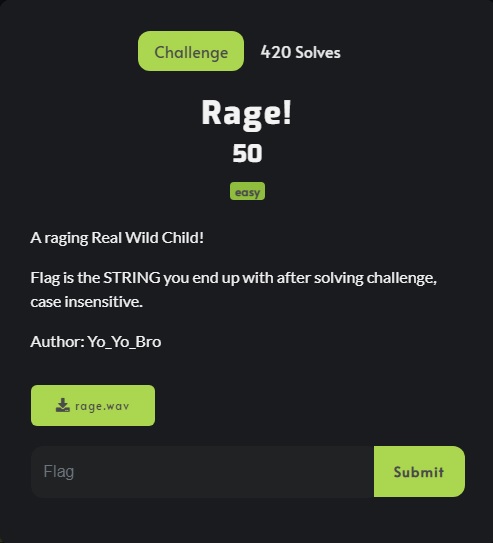 Challenge
420 Solves
Rage!
50
easy
A raging Real Wild Child!
Flag is the STRING you end up with after solving challenge,
case insensitive.
Author: Yo_Yo_Bro
rage.wav
Flag
Submit